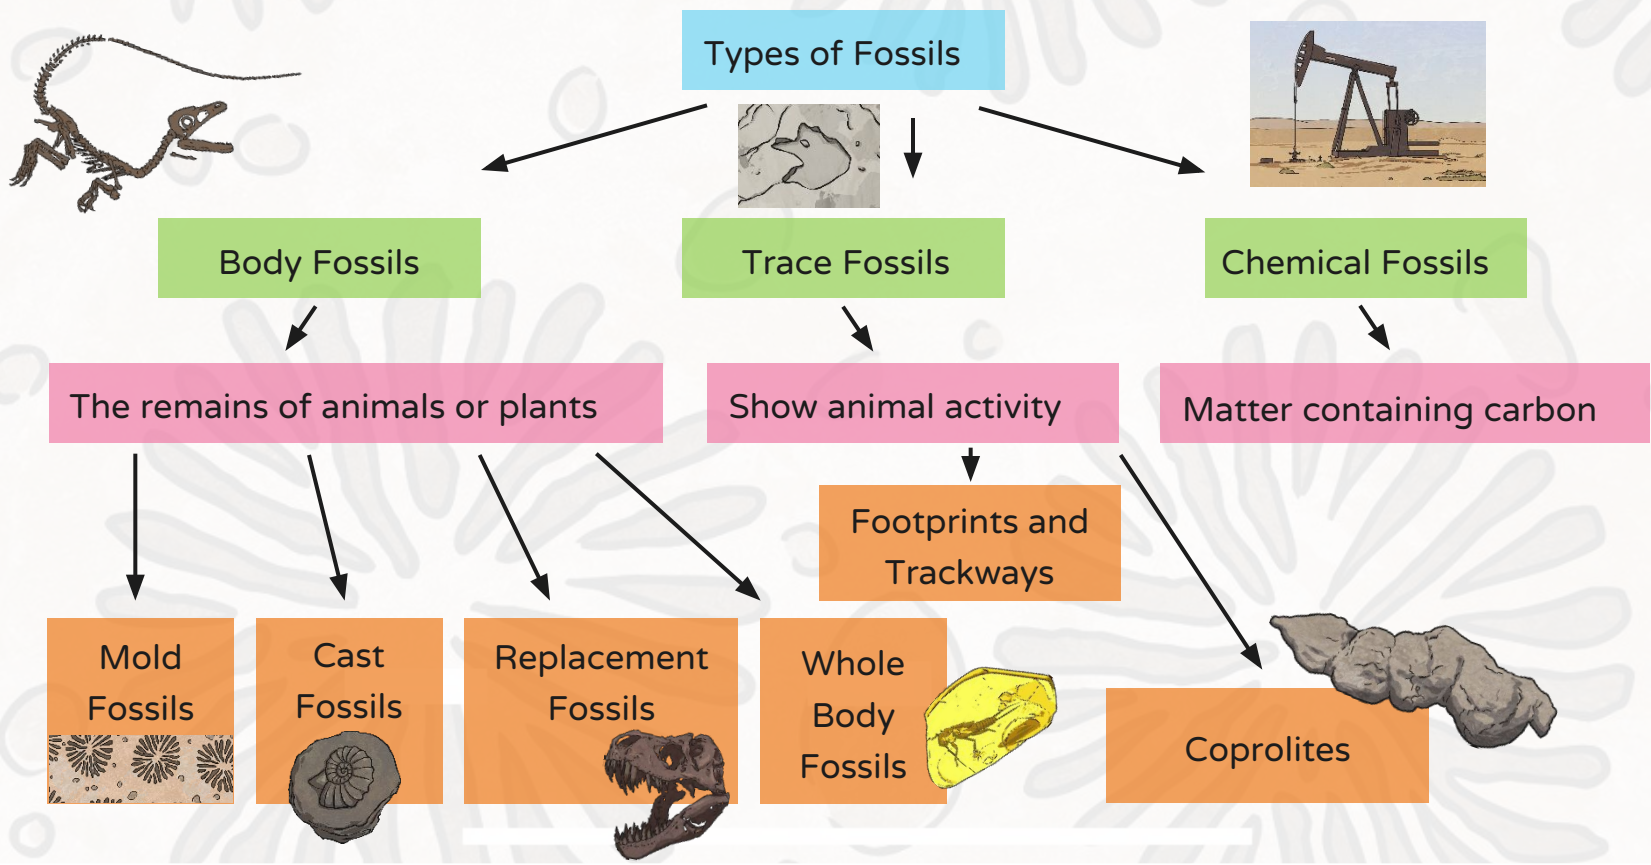 Types of Fossils
Body Fossils
Trace Fossils
Chemical Fossils
The remains of animals or plants
Show animal activity
Matter containing carbon
Footprints and
Trackways
Mold
Fossils
Cast
Fossils
Replacement
Fossils
Whole
Body
Fossils
Coprolites